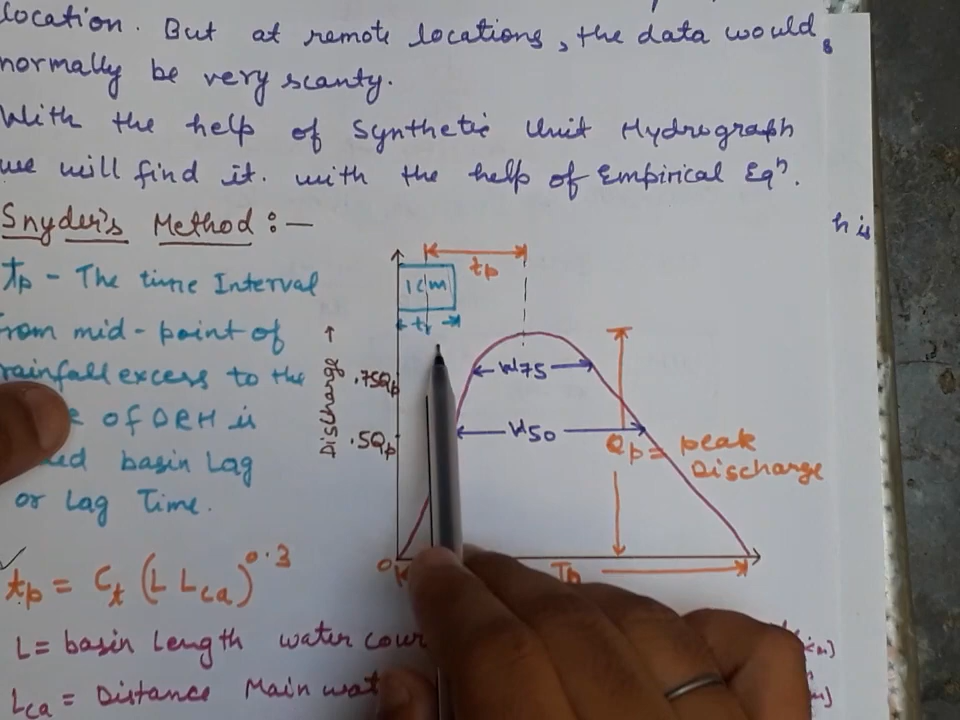 location. But at remote locations, the data would
normally be very scanty.
With the help of Synthetic Unit Hydrograph
we will find it. with the help of Empirical Eqⁿ.
Snyder's Method :-
h is
tp - The time Interval
from mid-point of
rainfall excess to the
of DRH is
basin Lag
or Lag Time.
tp = Ct (L Lca)^0.3
L = basin length water cour
Lca = Distance Main wat
tp
1cm
tr
Discharge →
.75Qp
W75
.5Qp
W50
Qp = peak
Discharge
0
Tb